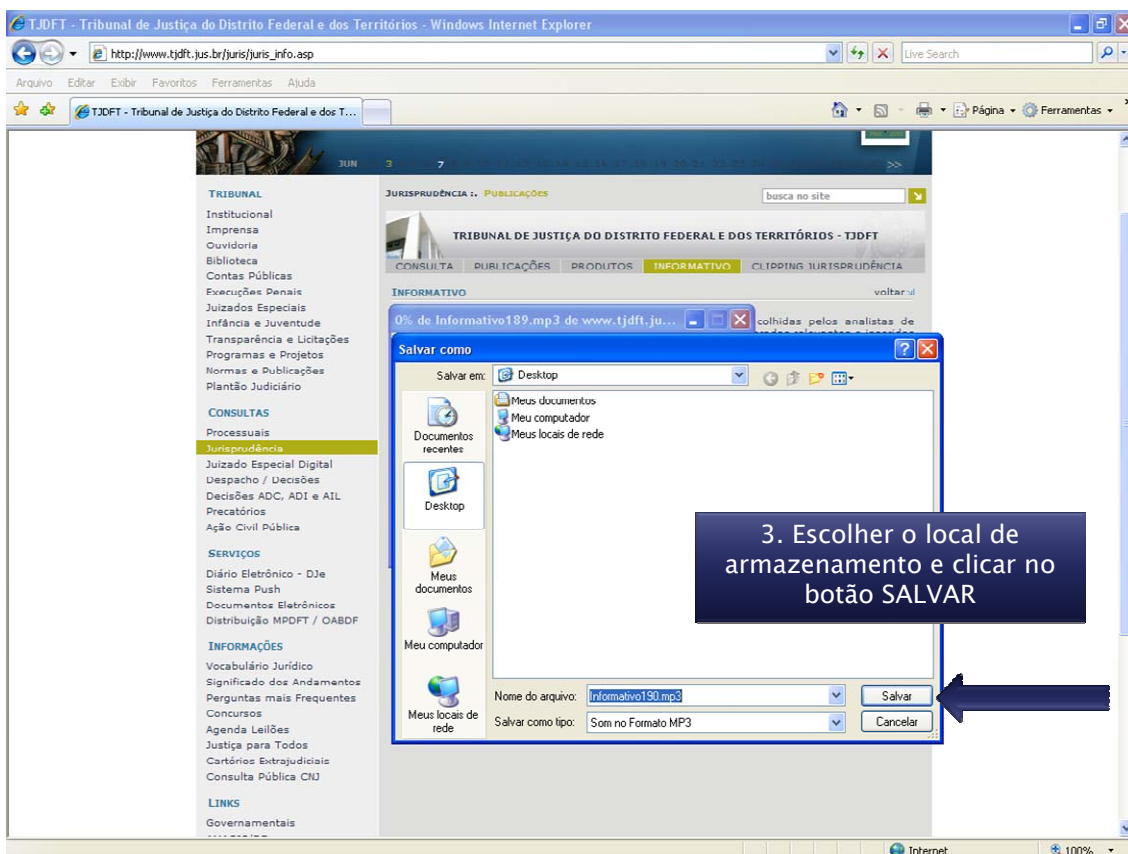 TJDFT - Tribunal de Justiça do Distrito Federal e dos Territórios - Windows Internet Explorer
http://www.tjdft.jus.br/juris/juris_info.asp
Live Search
Arquivo Editar Exibir Favoritos Ferramentas Ajuda
TJDFT - Tribunal de Justiça do Distrito Federal e dos T...
Página
Ferramentas
JUN 3 7 >>
TRIBUNAL
Institucional
Imprensa
Ouvidoria
Biblioteca
Contas Públicas
Execuções Penais
Juizados Especiais
Infância e Juventude
Transparência e Licitações
Programas e Projetos
Normas e Publicações
Plantão Judiciário
CONSULTAS
Processuais
Jurisprudência
Juizado Especial Digital
Despacho / Decisões
Decisões ADC, ADI e AIL
Precatórios
Ação Civil Pública
SERVIÇOS
Diário Eletrônico - DJe
Sistema Push
Documentos Eletrônicos
Distribuição MPDFT / OABDF
INFORMAÇÕES
Vocabulário Jurídico
Significado dos Andamentos
Perguntas mais Frequentes
Concursos
Agenda Leilões
Justiça para Todos
Cartórios Extrajudiciais
Consulta Pública CNJ
LINKS
Governamentais
JURISPRUDÊNCIA :. PUBLICAÇÕES
busca no site
TRIBUNAL DE JUSTIÇA DO DISTRITO FEDERAL E DOS TERRITÓRIOS - TJDFT
CONSULTA PUBLICAÇÕES PRODUTOS INFORMATIVO CLIPPING JURISPRUDÊNCIA
INFORMATIVO
voltar
0% de Informativo189.mp3 de www.tjdft.ju...
colhidas pelos analistas de
Salvar como
Salvar em: Desktop
Documentos recentes
Desktop
Meus documentos
Meu computador
Meus locais de rede
Meus documentos
Meu computador
Meus locais de rede
Nome do arquivo: Informativo190.mp3
Salvar
Salvar como tipo: Som no Formato MP3
Cancelar
3. Escolher o local de
armazenamento e clicar no
botão SALVAR
Internet
100%